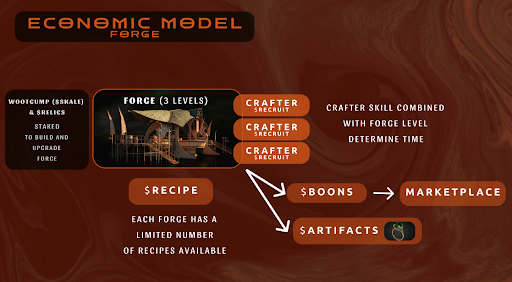 ECONOMIC MODEL
FORGE
WOOTGUMP ($SKALE)
& $RELICS
STAKED
TO BUILD AND
UPGRADE
FORGE
FORGE (3 LEVELS)
CRAFTER
$RECRUIT
CRAFTER
$RECRUIT
CRAFTER
$RECRUIT
CRAFTER SKILL COMBINED
WITH FORGE LEVEL
DETERMINE TIME
$RECIPE
EACH FORGE HAS A
LIMITED NUMBER
OF RECIPES AVAILABLE
$BOONS
MARKETPLACE
$ARTIFACTS